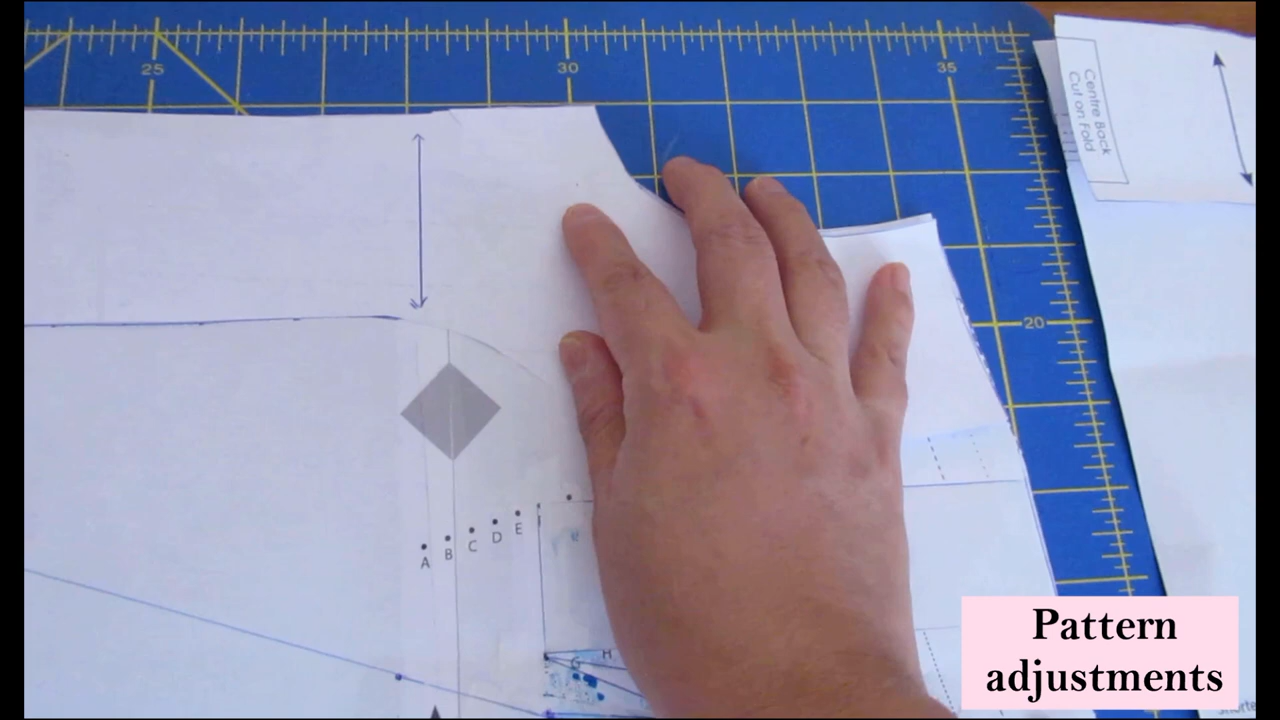 25
30
35
Centre Back
Cut on Fold
20
A
B
C
D
E
H
G
Pattern
adjustments